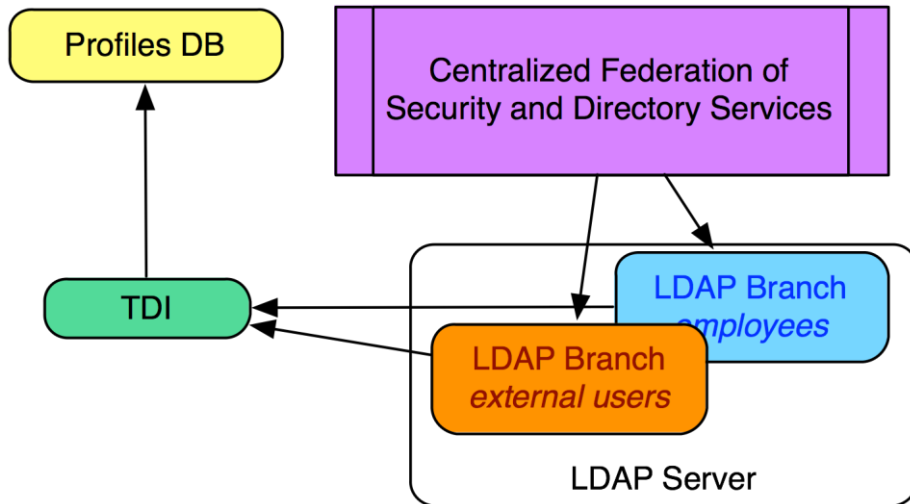 Profiles DB
Centralized Federation of
Security and Directory Services
TDI
LDAP Branch
employees
LDAP Branch
external users
LDAP Server